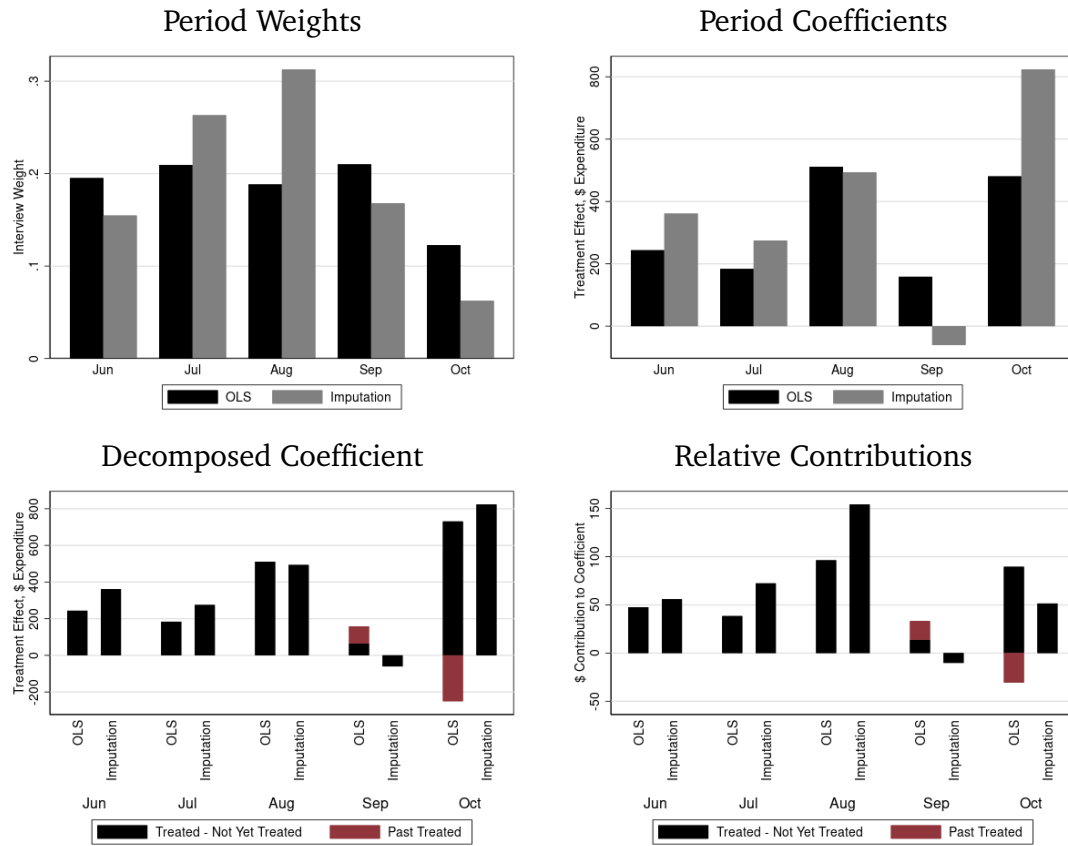 Period Weights
Interview Weight
.3
.2
.1
0
Jun Jul Aug Sep Oct
OLS Imputation
Period Coefficients
Treatment Effect, $ Expenditure
800
600
400
200
0
Jun Jul Aug Sep Oct
OLS Imputation
Decomposed Coefficient
Treatment Effect, $ Expenditure
800
600
400
200
0
-200
OLS Imputation OLS Imputation OLS Imputation OLS Imputation OLS Imputation
Jun Jul Aug Sep Oct
Treated - Not Yet Treated Past Treated
Relative Contributions
$ Contribution to Coefficient
150
100
50
0
-50
OLS Imputation OLS Imputation OLS Imputation OLS Imputation OLS Imputation
Jun Jul Aug Sep Oct
Treated - Not Yet Treated Past Treated